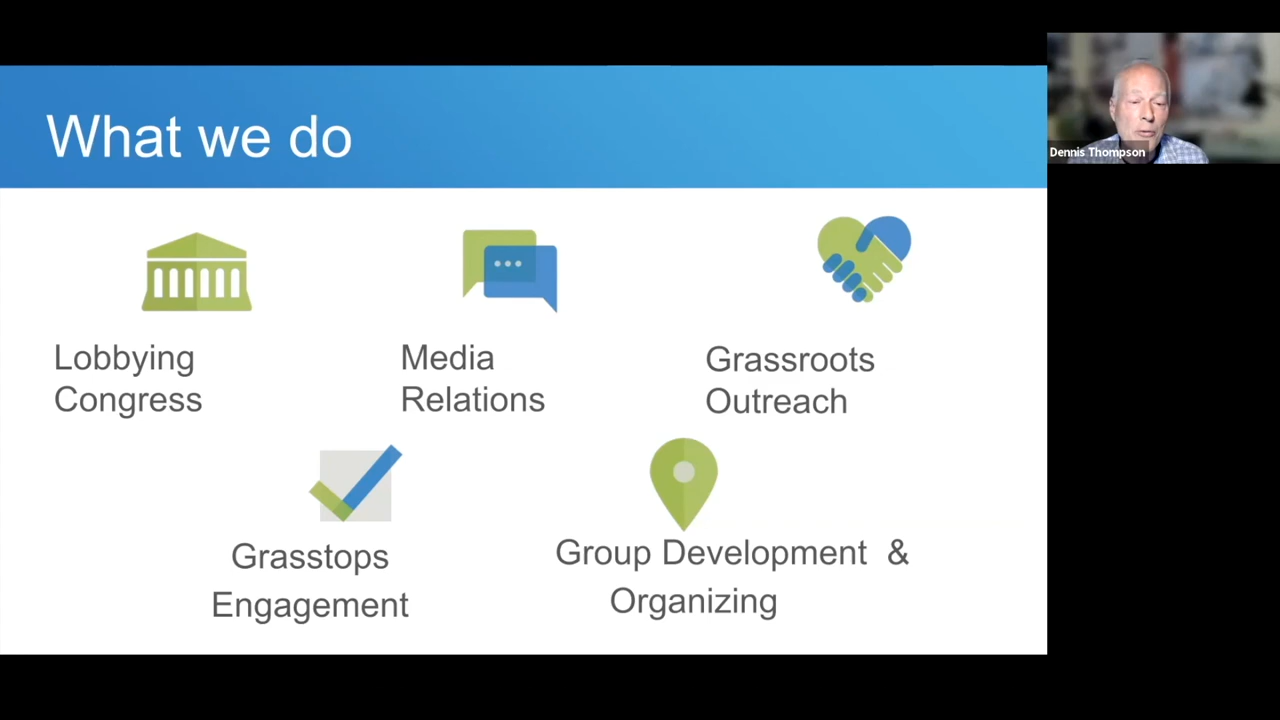 What we do
Dennis Thompson
Lobbying
Congress
Media
Relations
Grassroots
Outreach
Grasstops
Engagement
Group Development &
Organizing